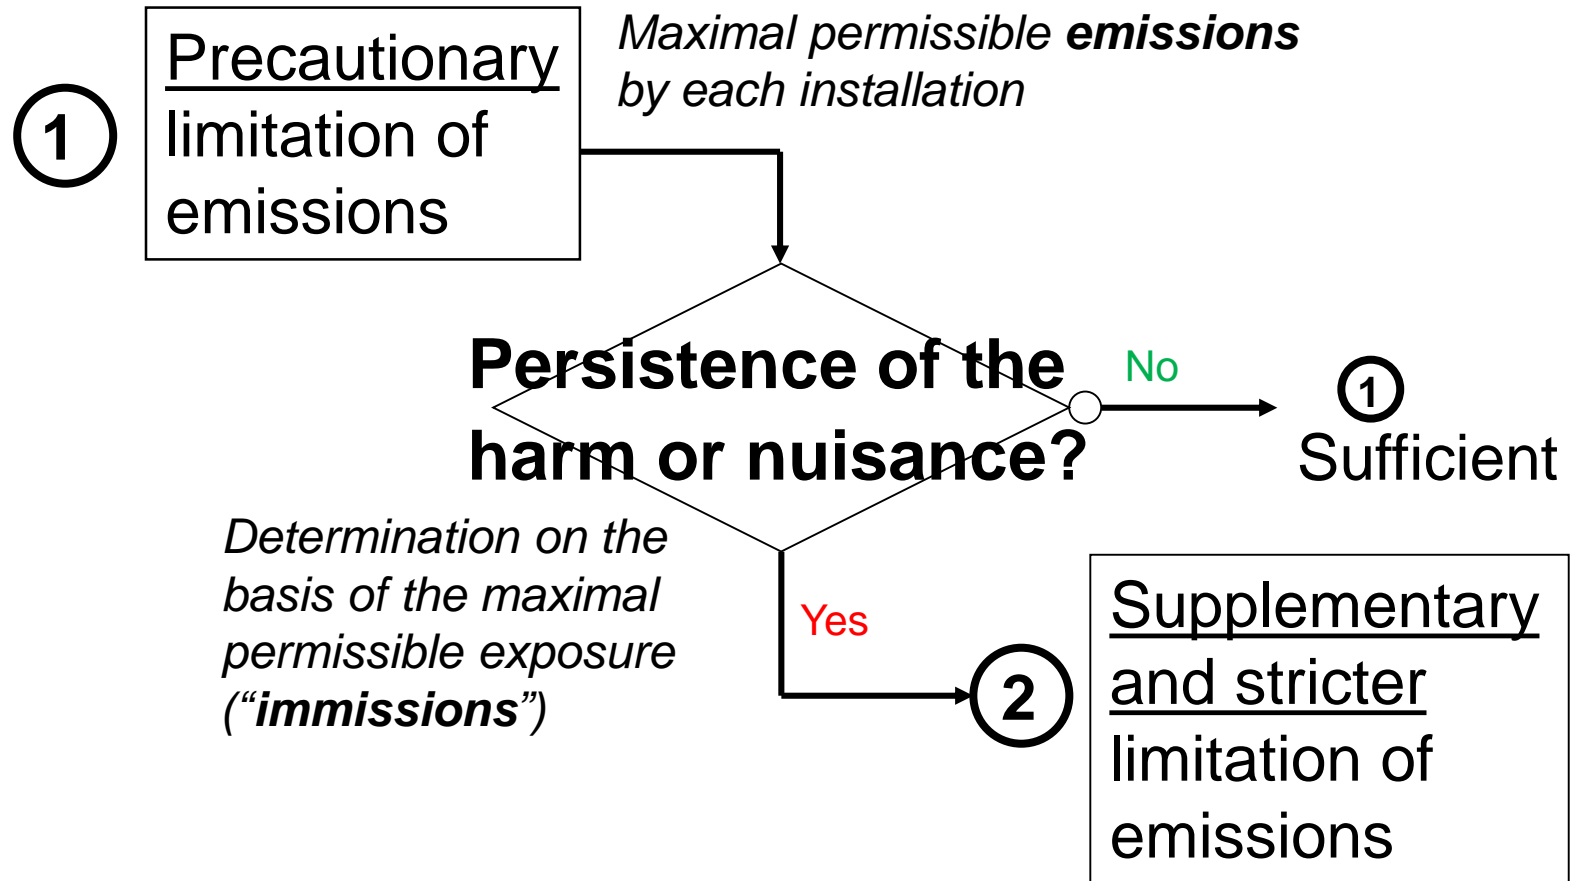 1
Precautionary
limitation of
emissions
Maximal permissible emissions
by each installation
Persistence of the
harm or nuisance?
No
1
Sufficient
Determination on the
basis of the maximal
permissible exposure
(“immissions”)
Yes
2
Supplementary
and stricter
limitation of
emissions